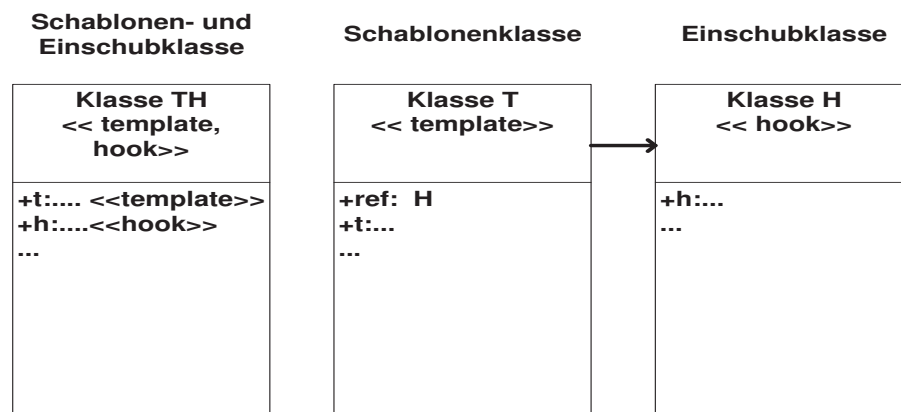 Schablonen- und
Einschubklasse
Schablonenklasse
Einschubklasse
Klasse TH
<< template,
hook>>
+t:.... <<template>>
+h:....<<hook>>
...
Klasse T
<< template>>
+ref: H
+t:...
...
Klasse H
<< hook>>
+h:...
...